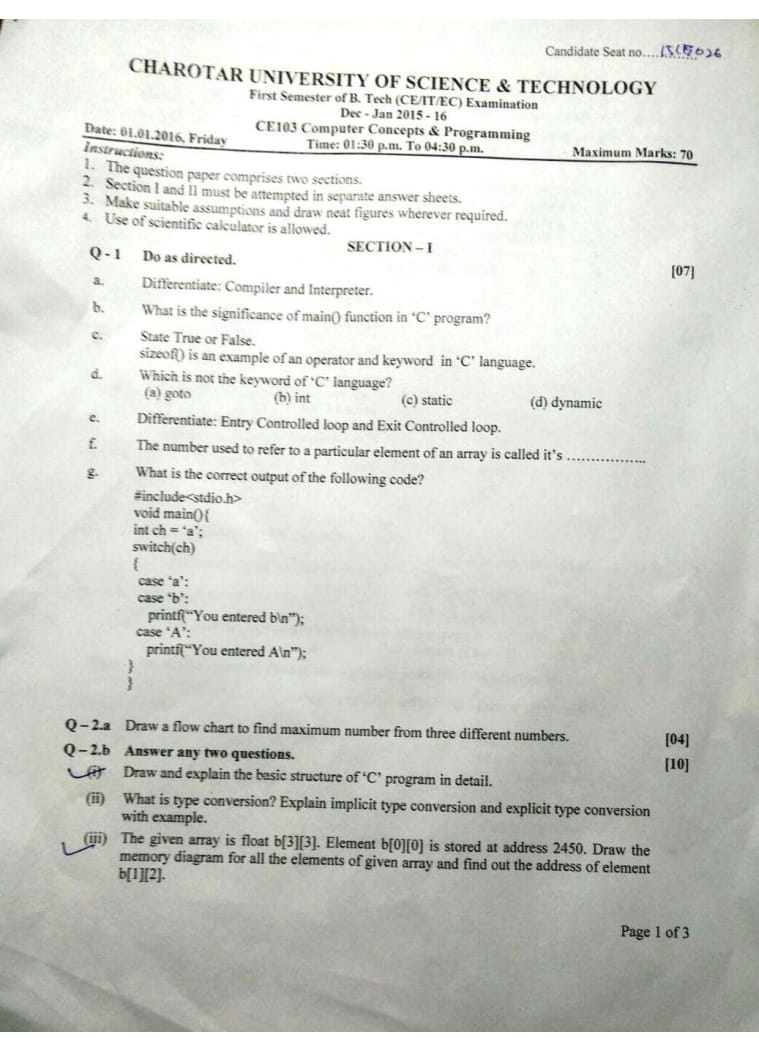 Candidate Seat no....
CHAROTAR UNIVERSITY OF SCIENCE & TECHNOLOGY
First Semester of B. Tech (CE/IT/EC) Examination
Dec - Jan 2015 - 16
CE103 Computer Concepts & Programming
Date: 01.01.2016, Friday Time: 01:30 p.m. To 04:30 p.m. Maximum Marks: 70
Instructions:
1. The question paper comprises two sections.
2. Section I and II must be attempted in separate answer sheets.
3. Make suitable assumptions and draw neat figures wherever required.
4. Use of scientific calculator is allowed.
SECTION – I
Q - 1 Do as directed. [07]
a. Differentiate: Compiler and Interpreter.
b. What is the significance of main() function in ‘C’ program?
c. State True or False.
sizeof() is an example of an operator and keyword in ‘C’ language.
d. Which is not the keyword of ‘C’ language?
(a) goto (b) int (c) static (d) dynamic
e. Differentiate: Entry Controlled loop and Exit Controlled loop.
f. The number used to refer to a particular element of an array is called it’s ................
g. What is the correct output of the following code?
#include<stdio.h>
void main(){
int ch = ‘a’;
switch(ch)
{
case ‘a’:
case ‘b’:
printf(“You entered b\n”);
case ‘A’:
printf(“You entered A\n”);
}
}
Q – 2.a Draw a flow chart to find maximum number from three different numbers. [04]
Q – 2.b Answer any two questions. [10]
(i) Draw and explain the basic structure of ‘C’ program in detail.
(ii) What is type conversion? Explain implicit type conversion and explicit type conversion
with example.
(iii) The given array is float b[3][3]. Element b[0][0] is stored at address 2450. Draw the
memory diagram for all the elements of given array and find out the address of element
b[1][2].
Page 1 of 3